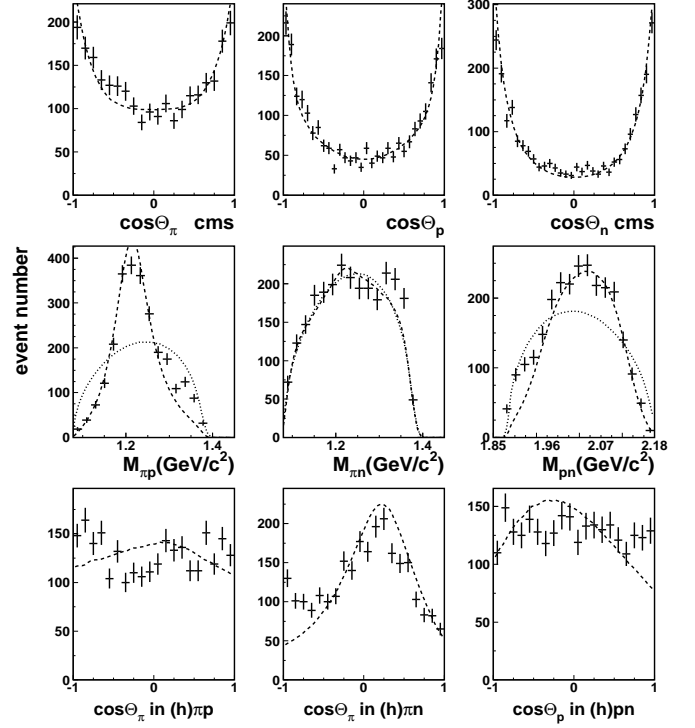 200
150
100
50
0
-1 0 1
cosΘπ cms
200
150
100
50
0
-1 0 1
cosΘp
300
200
100
0
-1 0 1
cosΘn cms
event number
400
300
200
100
0
1.2 1.4
Mπp(GeV/c²)
200
100
0
1.2 1.4
Mπn(GeV/c²)
200
100
0
1.85 1.96 2.07 2.18
Mpn(GeV/c²)
150
100
50
0
-1 0 1
cosΘπ in (h)πp
200
150
100
50
0
-1 0 1
cosΘπ in (h)πn
150
100
50
0
-1 0 1
cosΘp in (h)pn